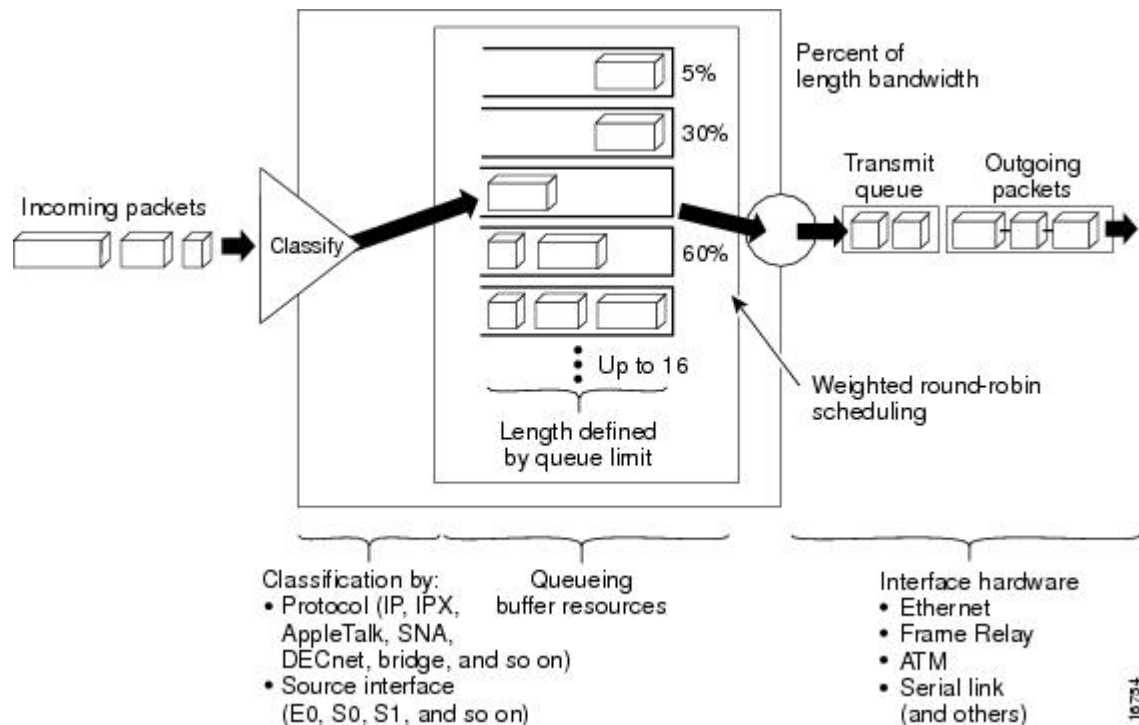 Percent of
length bandwidth
5%
30%
60%
Incoming packets
Classify
Transmit
queue
Outgoing
packets
Up to 16
Length defined
by queue limit
Weighted round-robin
scheduling
Classification by:
• Protocol (IP, IPX,
AppleTalk, SNA,
DECnet, bridge, and so on)
• Source interface
(E0, S0, S1, and so on)
Queueing
buffer resources
Interface hardware
• Ethernet
• Frame Relay
• ATM
• Serial link
(and others)
16754